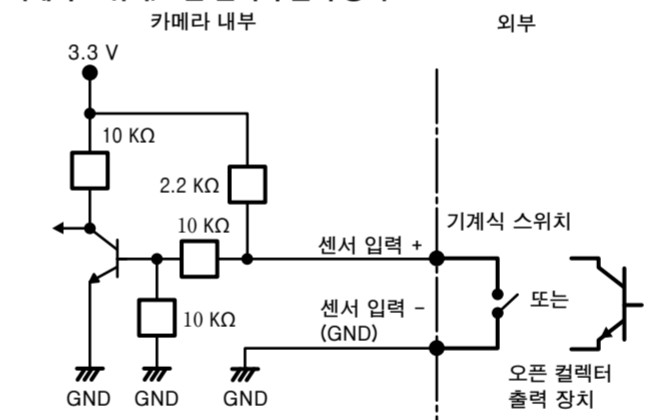 카메라 내부
외부
3.3 V
10 KΩ
2.2 KΩ
10 KΩ
기계식 스위치
센서 입력 +
센서 입력 -
(GND)
또는
10 KΩ
오픈 컬렉터
출력 장치
GND
GND
GND